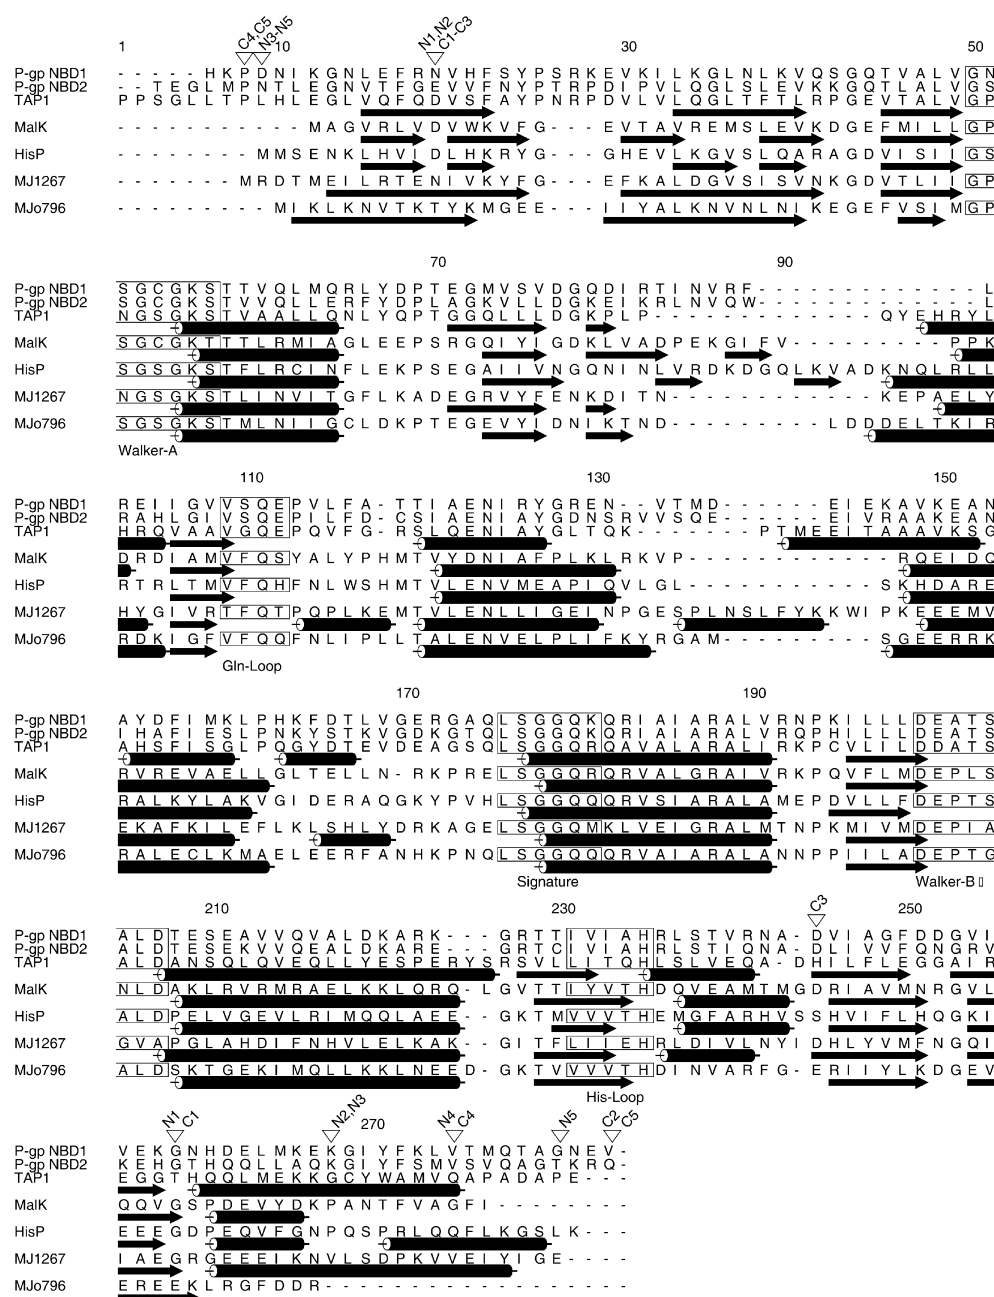 C4,C5 N3-N5 N1,N2 C1-C3
1 10 30 50
P-gp NBD1 - - - - - H K P D N I K G N L E F R N V H F S Y P S R K E V K I L K G L N L K V Q S G Q T V A L V G N
P-gp NBD2 - - T E G L M P N T L E G N V T F G E V V F N Y P T R P D I P V L Q G L S L E V K K G Q T L A L V G S
TAP1 P P S G L L T P L H L E G L V Q F Q D V S F A Y P N R P D V L V L Q G L T F T L R P G E V T A L V G P
MalK - - - - - - - - - - - M A G V R L V D V W K V F G - - - E V T A V R E M S L E V K D G E F M I L L G P
HisP - - - - - - - - M M S E N K L H V I D L H K R Y G - - - G H E V L K G V S L Q A R A G D V I S I I G S
MJ1267 - - - - - - - M R D T M E I L R T E N I V K Y F G - - - E F K A L D G V S I S V N K G D V T L I I G P
MJo796 - - - - - - - - - M I K L K N V T K T Y K M G E E - - - I I Y A L K N V N L N I K E G E F V S I M G P
70 90
P-gp NBD1 S G C G K S T T V Q L M Q R L Y D P T E G M V S V D G Q D I R T I N V R F - - - - - - - - - - - - - L
P-gp NBD2 S G C G K S T V V Q L L E R F Y D P L A G K V L L D G K E I K R L N V Q W - - - - - - - - - - - - - L
TAP1 N G S G K S T V A A L L Q N L Y Q P T G G Q L L L D G K P L P - - - - - - - - - - - - - Q Y E H R Y L
MalK S G C G K T T T L R M I A G L E E P S R G Q I Y I G D K L V A D P E K G I F V - - - - - - - - - P P K
HisP S G S G K S T F L R C I N F L E K P S E G A I I V N G Q N I N L V R D K D G Q L K V A D K N Q L R L L
MJ1267 N G S G K S T L I N V I T G F L K A D E G R V Y F E N K D I T N - - - - - - - - - - - - K E P A E L Y
MJo796 S G S G K S T M L N I I G C L D K P T E G E V Y I D N I K T N D - - - - - - - - - L D D D E L T K I R
Walker-A
110 130 150
P-gp NBD1 R E I I G V V S Q E P V L F A - T T I A E N I R Y G R E N - - V T M D - - - - - - - E I E K A V K E A N
P-gp NBD2 R A H L G I V S Q E P I L F D - C S I A E N I A Y G D N S R V V S Q E - - - - - - - E I V R A A K E A N
TAP1 H R Q V A A V G Q E P Q V F G - R S L Q E N I A Y G L T Q K - - - - - - - P T M E E I T A A A V K S G
MalK D R D I A M V F Q S Y A L Y P H M T V Y D N I A F P L K L R K V P - - - - - - - - - - - - R Q E I D Q
HisP R T R L T M V F Q H F N L W S H M T V L E N V M E A P I Q V L G L - - - - - - - - - - - S K H D A R E
MJ1267 H Y G I V R T F Q T P Q P L K E M T V L E N L L I G E I N P G E S P L N S L F Y K K W I P K E E E M V
MJo796 R D K I G F V F Q Q F N L I P L L T A L E N V E L P L I F K Y R G A M - - - - - - - - - S G E E R R K
Gln-Loop
170 190
P-gp NBD1 A Y D F I M K L P H K F D T L V G E R G A Q L S G G Q K Q R I A I A R A L V R N P K I L L L D E A T S
P-gp NBD2 I H A F I E S L P N K Y S T K V G D K G T Q L S G G Q K Q R I A I A R A L V R Q P H I L L L D E A T S
TAP1 A H S F I S G L P Q G Y D T E V D E A G S Q L S G G Q R Q A V A L A R A L I R K P C V L I L D D A T S
MalK R V R E V A E L L G L T E L L N - R K P R E L S G G Q R Q R V A L G R A I V R K P Q V F L M D E P L S
HisP R A L K Y L A K V G I D E R A Q G K Y P V H L S G G Q Q Q R V S I A R A L A M E P D V L L F D E P T S
MJ1267 E K A F K I L E F L K L S H L Y D R K A G E L S G G Q M K L V E I G R A L M T N P K M I V M D E P I A
MJo796 R A L E C L K M A E L E E R F A N H K P N Q L S G G Q Q Q R V A I A R A L A N N P P I I L A D E P T G
Signature Walker-B
C3
210 230 250
P-gp NBD1 A L D T E S E A V V Q V A L D K A R K - - - G R T T I V I A H R L S T V R N A - D V I A G F D D G V I
P-gp NBD2 A L D T E S E K V V Q E A L D K A R E - - - G R T C I V I A H R L S T I Q N A - D L I V V F Q N G R V
TAP1 A L D A N S Q L Q V E Q L L Y E S P E R Y S R S V L L I T Q H L S L V E Q A - D H I L F L E G G A I R
MalK N L D A K L R V R M R A E L K K L Q R Q - L G V T T I Y V T H D Q V E A M T M G D R I A V M N R G V L
HisP A L D P E L V G E V L R I M Q Q L A E E - - G K T M V V V T H E M G F A R H V S S H V I F L H Q G K I
MJ1267 G V A P G L A H D I F N H V L E L K A K - - G I T F L I I E H R L D I V L N Y I D H L Y V M F N G Q I
MJo796 A L D S K T G E K I M Q L L K K L N E E D - G K T V V V V T H D I N V A R F G - E R I I Y L K D G E V
His-Loop
N1 C1 N2,N3 N4 C4 N5 C2 C5
270
P-gp NBD1 V E K G N H D E L M K E K G I Y F K L V T M Q T A G N E V -
P-gp NBD2 K E H G T H Q Q L L A Q K G I Y F S M V S V Q A G T K R Q -
TAP1 E G G T H Q Q L M E K K G C Y W A M V Q A P A D A P E - - -
MalK Q Q V G S P D E V Y D K P A N T F V A G F I - - - - - - - -
HisP E E E G D P E Q V F G N P Q S P R L Q Q F L K G S L K - - -
MJ1267 I A E G R G E E E I K N V L S D P K V V E I Y I G E - - - -
MJo796 E R E E K L R G F D D R - - - - - - - - - - - - - - - - - -